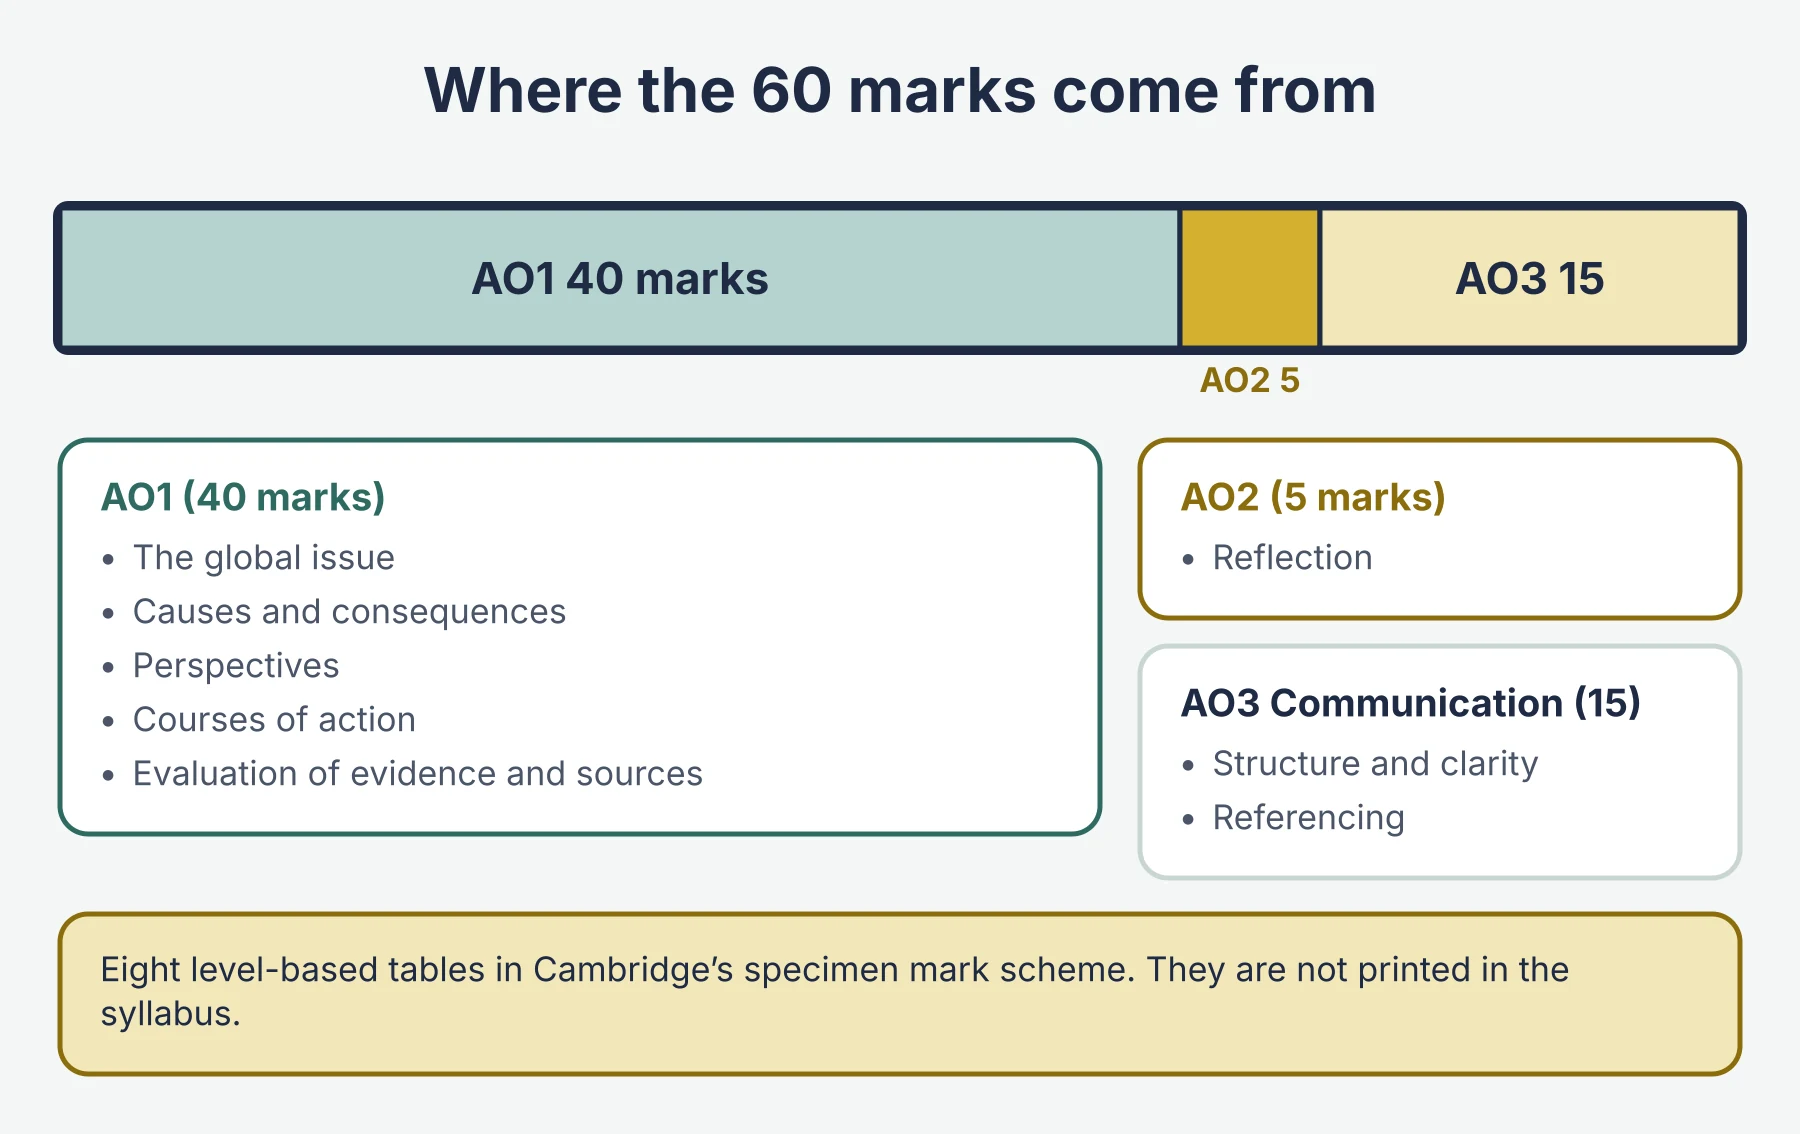 Where the 60 marks come from
AO1 40 marks
AO3 15
AO2 5
AO1 (40 marks)
• The global issue
• Causes and consequences
• Perspectives
• Courses of action
• Evaluation of evidence and sources
AO2 (5 marks)
• Reflection
AO3 Communication (15)
• Structure and clarity
• Referencing
Eight level-based tables in Cambridge’s specimen mark scheme. They are not printed in the
syllabus.